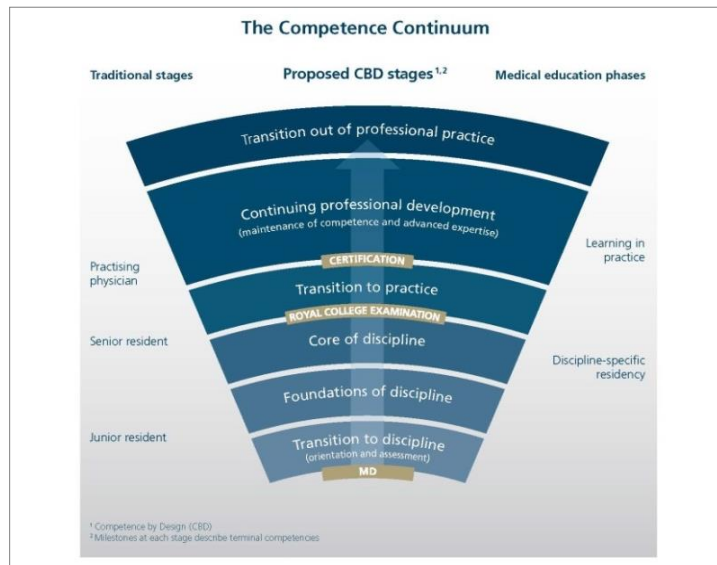 The Competence Continuum
Traditional stages
Proposed CBD stages1,2
Medical education phases
Transition out of professional practice
Continuing professional development
(maintenance of competence and advanced expertise)
Learning in
practice
CERTIFICATION
Practising
physician
Transition to practice
ROYAL COLLEGE EXAMINATION
Senior resident
Core of discipline
Discipline-specific
residency
Foundations of discipline
Junior resident
Transition to discipline
(orientation and assessment)
MD
1 Competence by Design (CBD)
2 Milestones at each stage describe terminal competencies